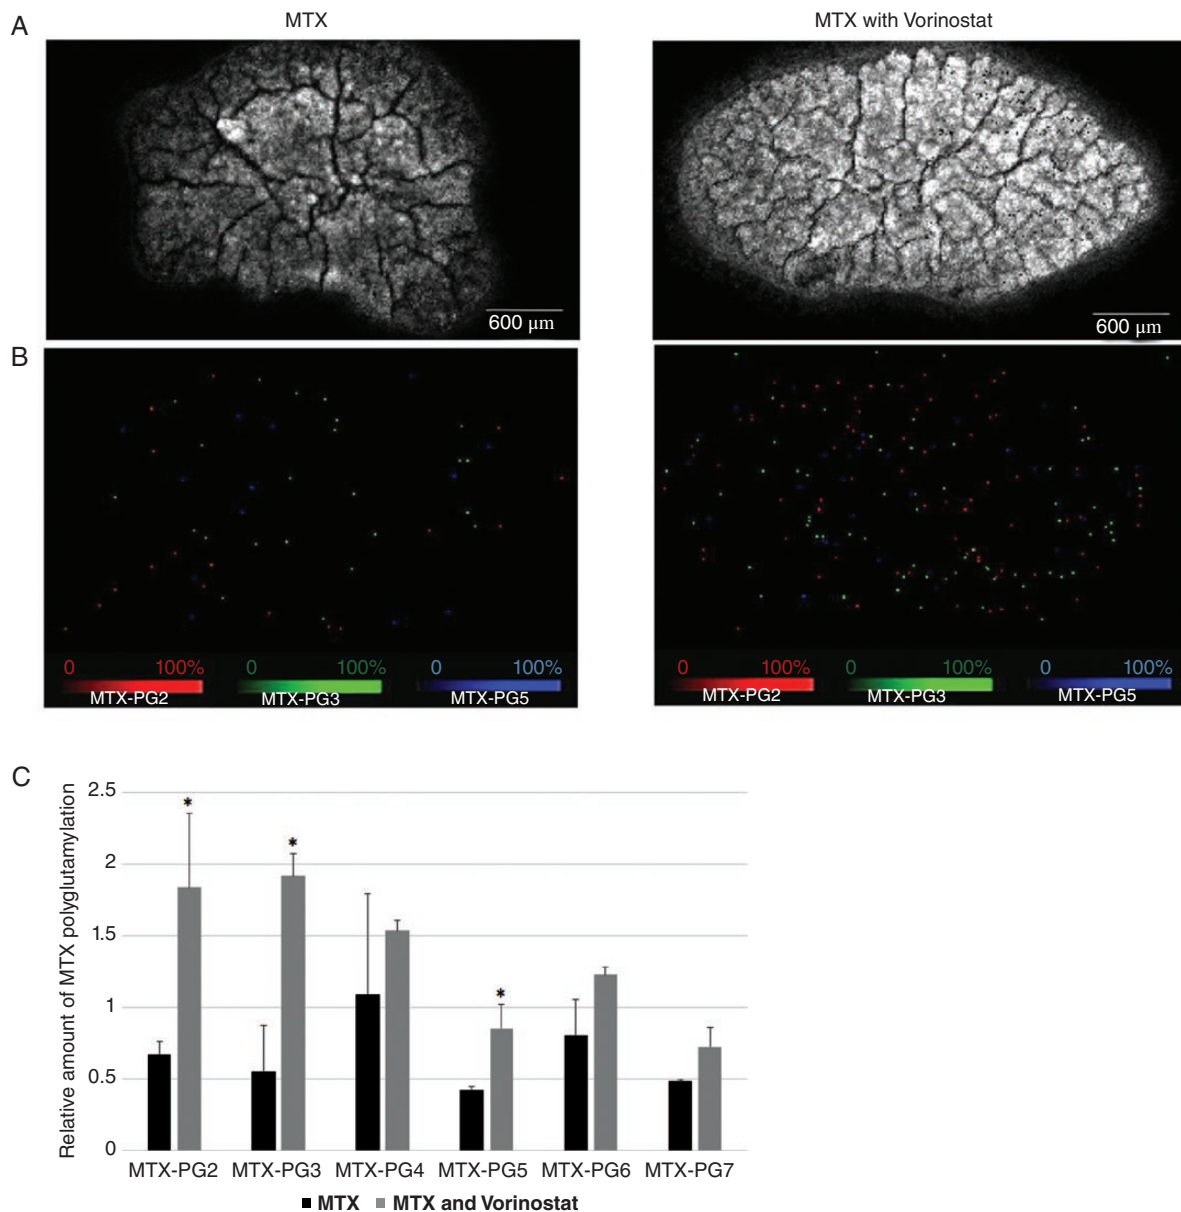 A
MTX
MTX with Vorinostat
600 µm
600 µm
B
0 100% 0 100% 0 100%
MTX-PG2 MTX-PG3 MTX-PG5
0 100% 0 100% 0 100%
MTX-PG2 MTX-PG3 MTX-PG5
C
Relative amount of MTX polyglutamylation
2.5
*
*
2
1.5
*
1
0.5
0
MTX-PG2 MTX-PG3 MTX-PG4 MTX-PG5 MTX-PG6 MTX-PG7
MTX MTX and Vorinostat